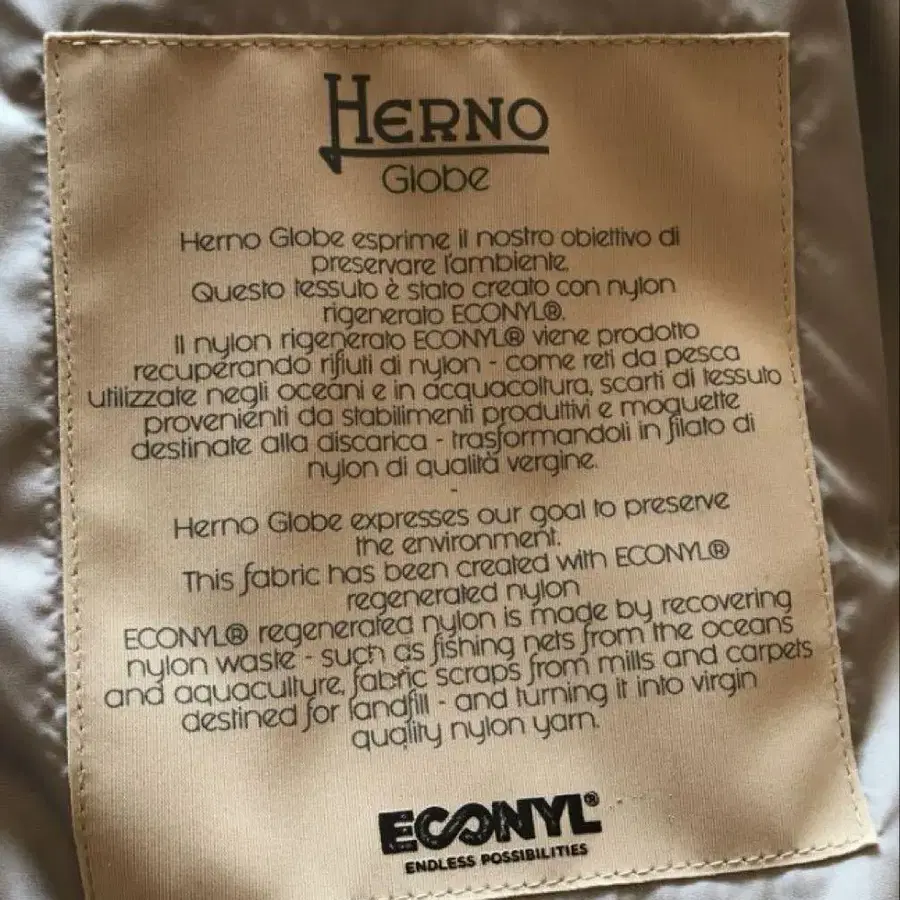 HERNO
Globe
Herno Globe esprime il nostro obiettivo di
preservare l'ambiente.
Questo tessuto è stato creato con nylon
rigenerato ECONYL®.
Il nylon rigenerato ECONYL® viene prodotto
recuperando rifiuti di nylon - come reti da pesca
utilizzate negli oceani e in acquacoltura, scarti di tessuto
provenienti da stabilimenti produttivi e moquette
destinate alla discarica - trasformandoli in filato di
nylon di qualità vergine.
-
Herno Globe expresses our goal to preserve
the environment.
This fabric has been created with ECONYL®
regenerated nylon
ECONYL® regenerated nylon is made by recovering
nylon waste - such as fishing nets from the oceans
and aquaculture, fabric scraps from mills and carpets
destined for landfill - and turning it into virgin
quality nylon yarn.
ECONYL®
ENDLESS POSSIBILITIES